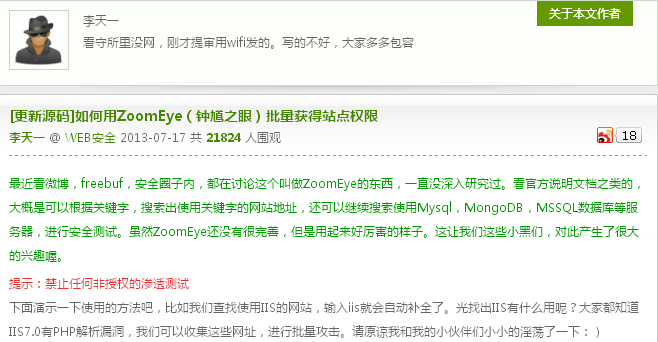 李天一
关于本文作者
看守所里没网，刚才提审用wifi发的。写的不好，大家多多包容
[更新源码]如何用ZoomEye（钟馗之眼）批量获得站点权限
李天一 @ WEB安全 2013-07-17 共 21824 人围观
18
最近看微博，freebuf，安全圈子内，都在讨论这个叫做ZoomEye的东西，一直没深入研究过。看官方说明文档之类的，
大概是可以根据关键字，搜索出使用关键字的网站地址，还可以继续搜索使用Mysql，MongoDB，MSSQL数据库等服
务器，进行安全测试。虽然ZoomEye还没有很完善，但是用起来好厉害的样子。这让我们这些小黑们，对此产生了很大
的兴趣喔。
提示：禁止任何非授权的渗透测试
下面演示一下使用的方法吧，比如我们查找使用IIS的网站，输入iis就会自动补全了。光找出IIS有什么用呢？大家都知道
IIS7.0有PHP解析漏洞，我们可以收集这些网址，进行批量攻击。请原谅我和我的小伙伴们小小的淫荡了一下：）